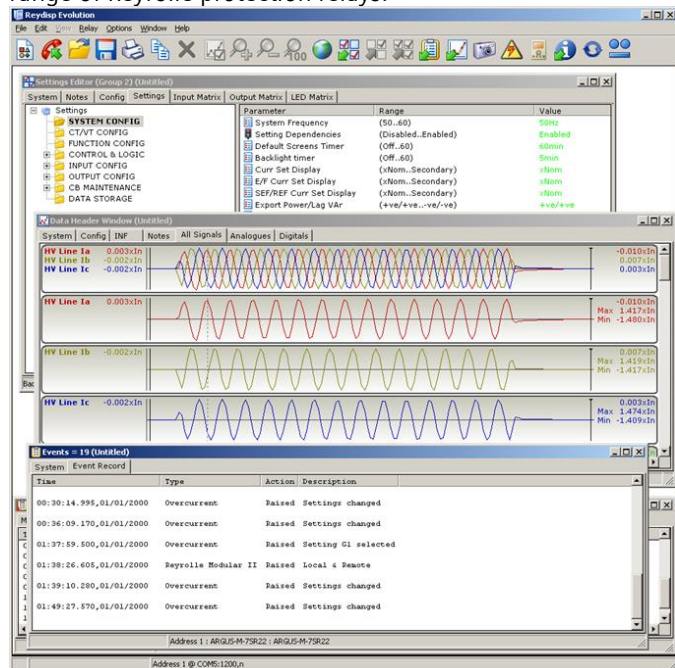 range of Reyrolle protection relays.
Reydisp Evolution
File Edit View Relay Options Window Help
Settings Editor (Group 2) (Untitled)
System Notes Config Settings Input Matrix Output Matrix LED Matrix
Settings
SYSTEM CONFIG
CT/VT CONFIG
FUNCTION CONFIG
CONTROL & LOGIC
INPUT CONFIG
OUTPUT CONFIG
CB MAINTENANCE
DATA STORAGE
Parameter Range Value
System Frequency (50..60) 50Hz
Setting Dependencies (Disabled..Enabled) Enabled
Default Screens Timer (Off..60) 60min
Backlight timer (Off..60) 5min
Curr Set Display (xNom..Secondary) xNom
E/F Curr Set Display (xNom..Secondary) xNom
SEF/REF Curr Set Display (xNom..Secondary) xNom
Export Power/Lag VAr (+ve/+ve..-ve/-ve) +ve/+ve
Data Header Window (Untitled)
System Config INF Notes All Signals Analogues Digitals
HV Line Ia 0.003xIn -0.010xIn
HV Line Ib -0.002xIn 0.007xIn
HV Line Ic -0.002xIn 0.003xIn
HV Line Ia 0.003xIn -0.010xIn
Max 1.417xIn
Min -1.480xIn
HV Line Ib -0.002xIn 0.007xIn
Max 1.419xIn
Min -1.417xIn
HV Line Ic -0.002xIn 0.003xIn
Max 1.474xIn
Min -1.409xIn
Events = 19 (Untitled)
System Event Record
Time Type Action Description
00:30:14.995,01/01/2000 Overcurrent Raised Settings changed
00:36:09.170,01/01/2000 Overcurrent Raised Settings changed
01:37:59.500,01/01/2000 Overcurrent Raised Setting G1 selected
01:38:26.605,01/01/2000 Reyrolle Modular II Raised Local & Remote
01:39:10.280,01/01/2000 Overcurrent Raised Settings changed
01:49:27.570,01/01/2000 Overcurrent Raised Settings changed
Address 1 : ARGUS-M-7SR22 : ARGUS-M-7SR22
Address 1 @ COM5:1200,n